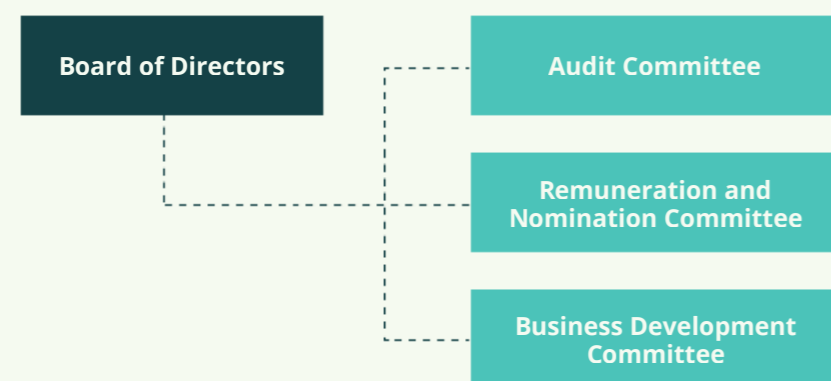 Board of Directors
Audit Committee
Remuneration and
Nomination Committee
Business Development
Committee